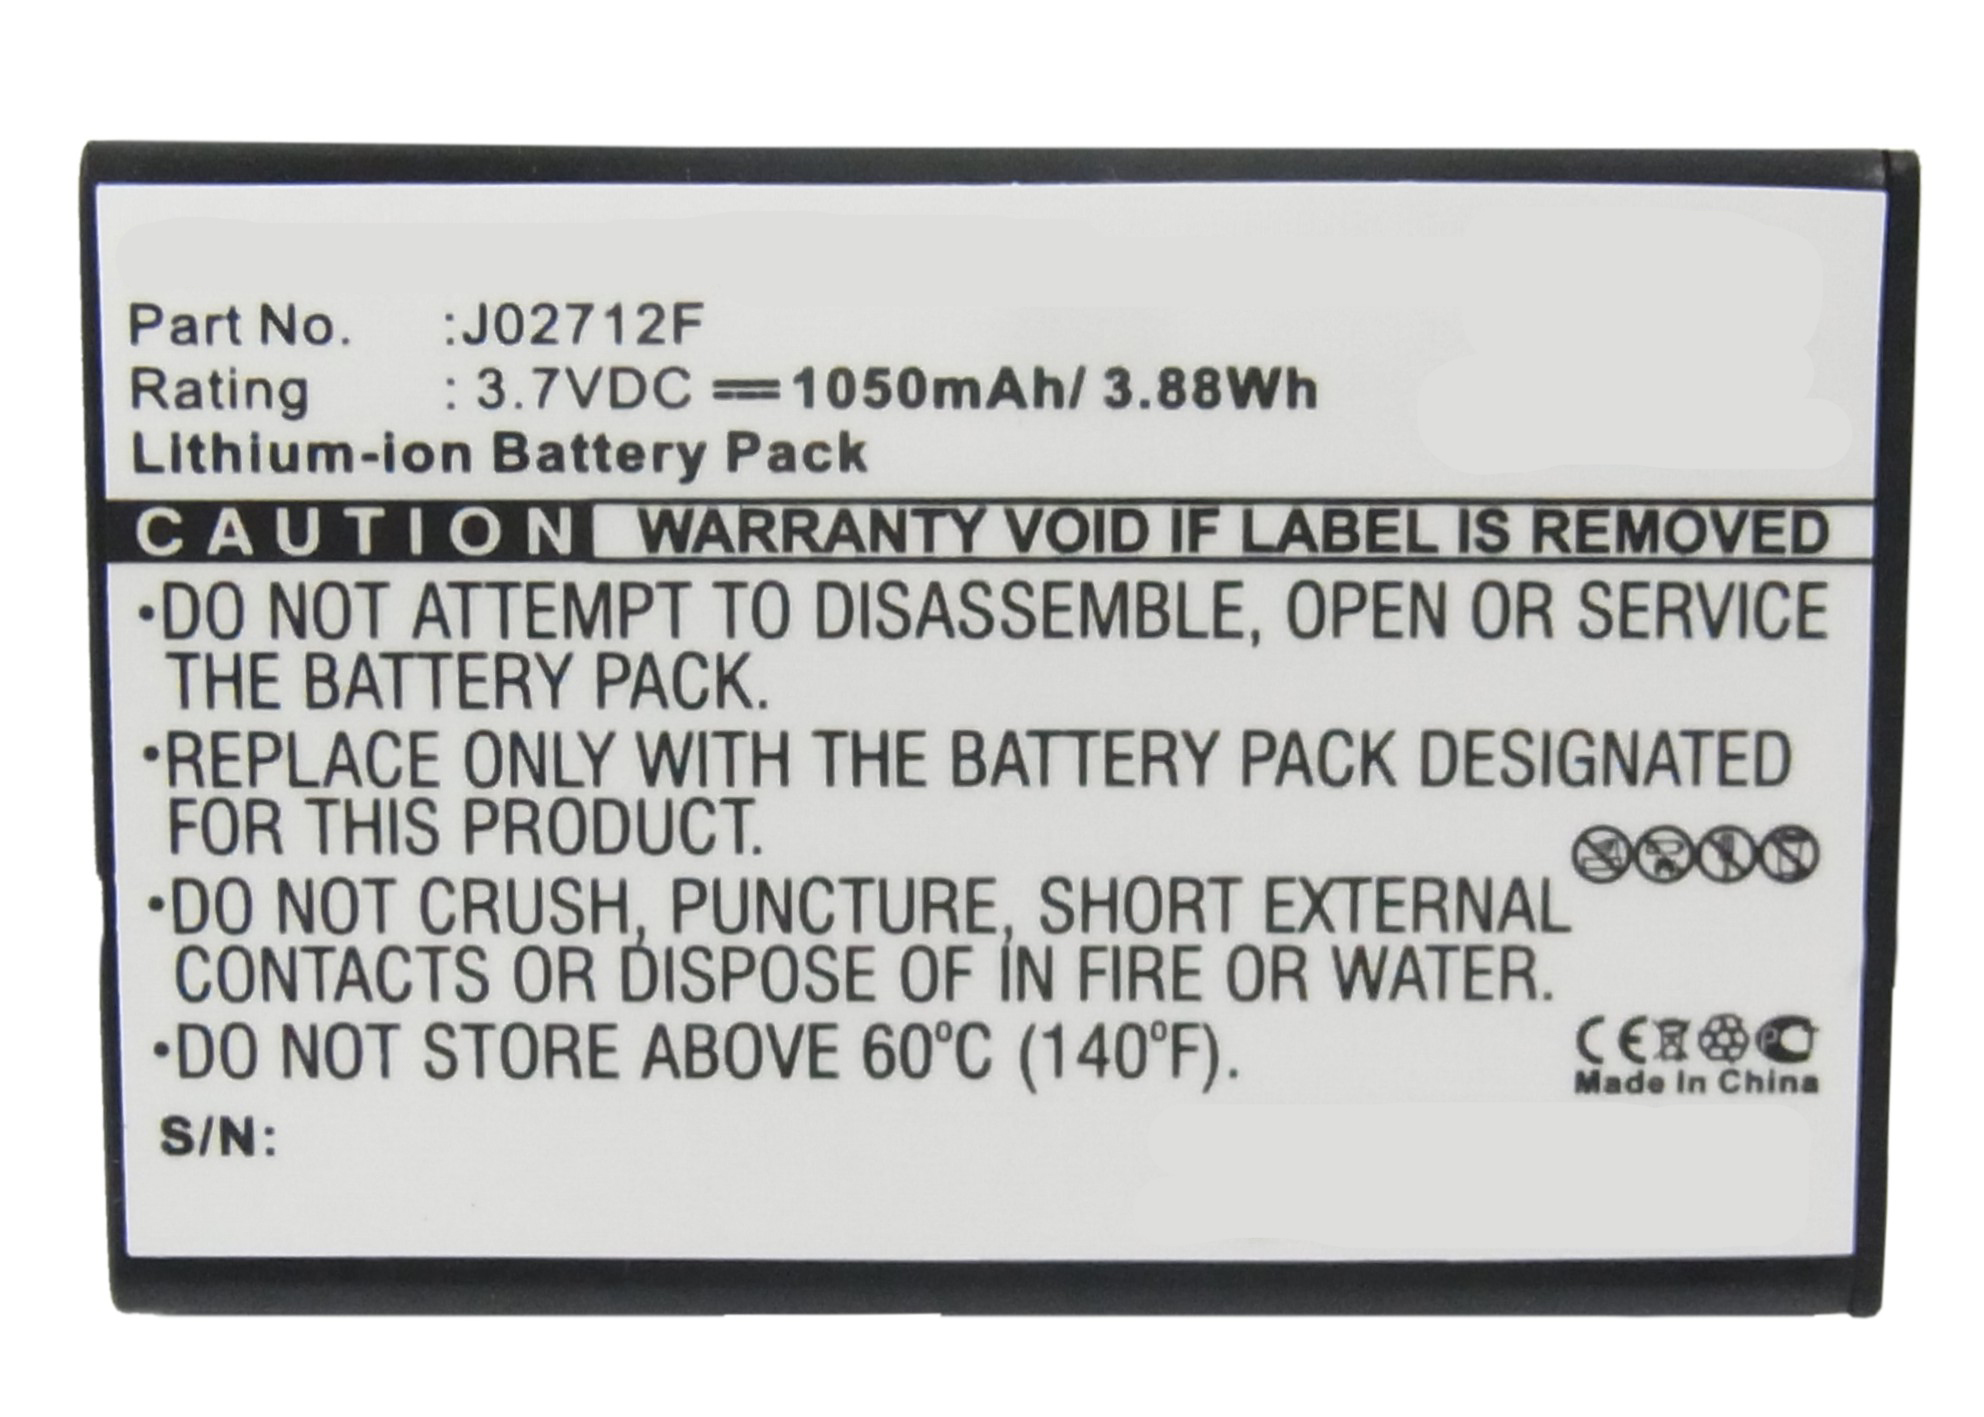 Part No. :J02712F
Rating : 3.7VDC ⎓ 1050mAh/ 3.88Wh
Lithium-ion Battery Pack
CAUTION WARRANTY VOID IF LABEL IS REMOVED
•DO NOT ATTEMPT TO DISASSEMBLE, OPEN OR SERVICE
THE BATTERY PACK.
•REPLACE ONLY WITH THE BATTERY PACK DESIGNATED
FOR THIS PRODUCT.
•DO NOT CRUSH, PUNCTURE, SHORT EXTERNAL
CONTACTS OR DISPOSE OF IN FIRE OR WATER.
•DO NOT STORE ABOVE 60°C (140°F).
CE
Made In China
S/N: